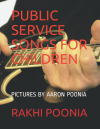 PUBLIC
SERVICE
SONGS FOR
CHILDREN
PICTURES BY AARON POONIA
RAKHI POONIA